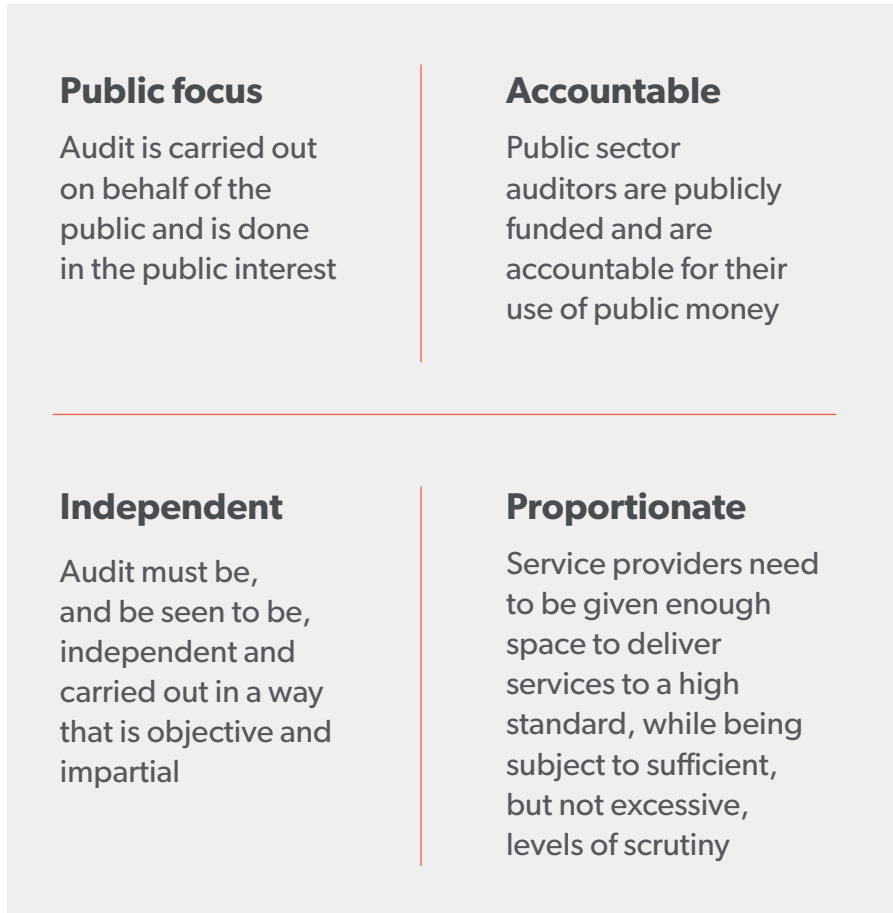 Public focus
Audit is carried out
on behalf of the
public and is done
in the public interest
Accountable
Public sector
auditors are publicly
funded and are
accountable for their
use of public money
Independent
Audit must be,
and be seen to be,
independent and
carried out in a way
that is objective and
impartial
Proportionate
Service providers need
to be given enough
space to deliver
services to a high
standard, while being
subject to sufficient,
but not excessive,
levels of scrutiny